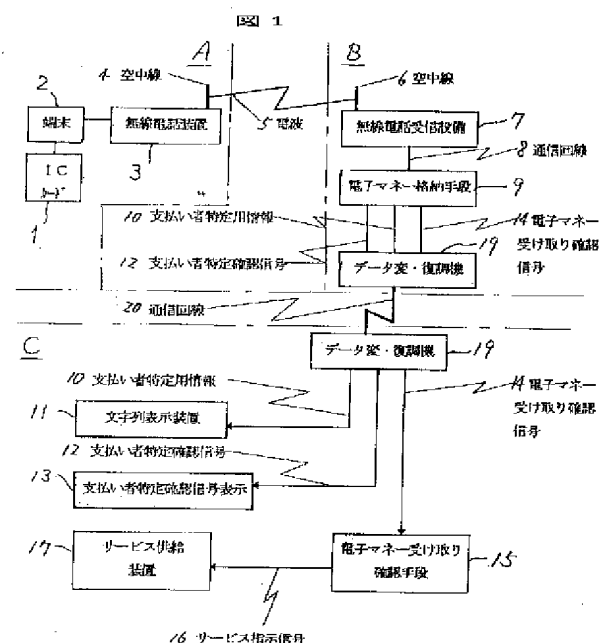 図 1
A
B
4 空中線
6 空中線
2
端末
無線電話装置
3
5 電波
無線電話受信設備
7
8 通信回線
IC
カード
1
電子マネー格納手段
9
10 支払い者特定用情報
14 電子マネー
受け取り確認
信号
12 支払い者特定確認信号
19
データ変・復調機
20 通信回線
C
データ変・復調機
19
10 支払い者特定用情報
14 電子マネー
受け取り確認
信号
11
文字列表示装置
12 支払い者特定確認信号
13
支払い者特定確認信号表示
17
サービス供給
装置
電子マネー受け取り
確認手段
15
16 サービス指示信号